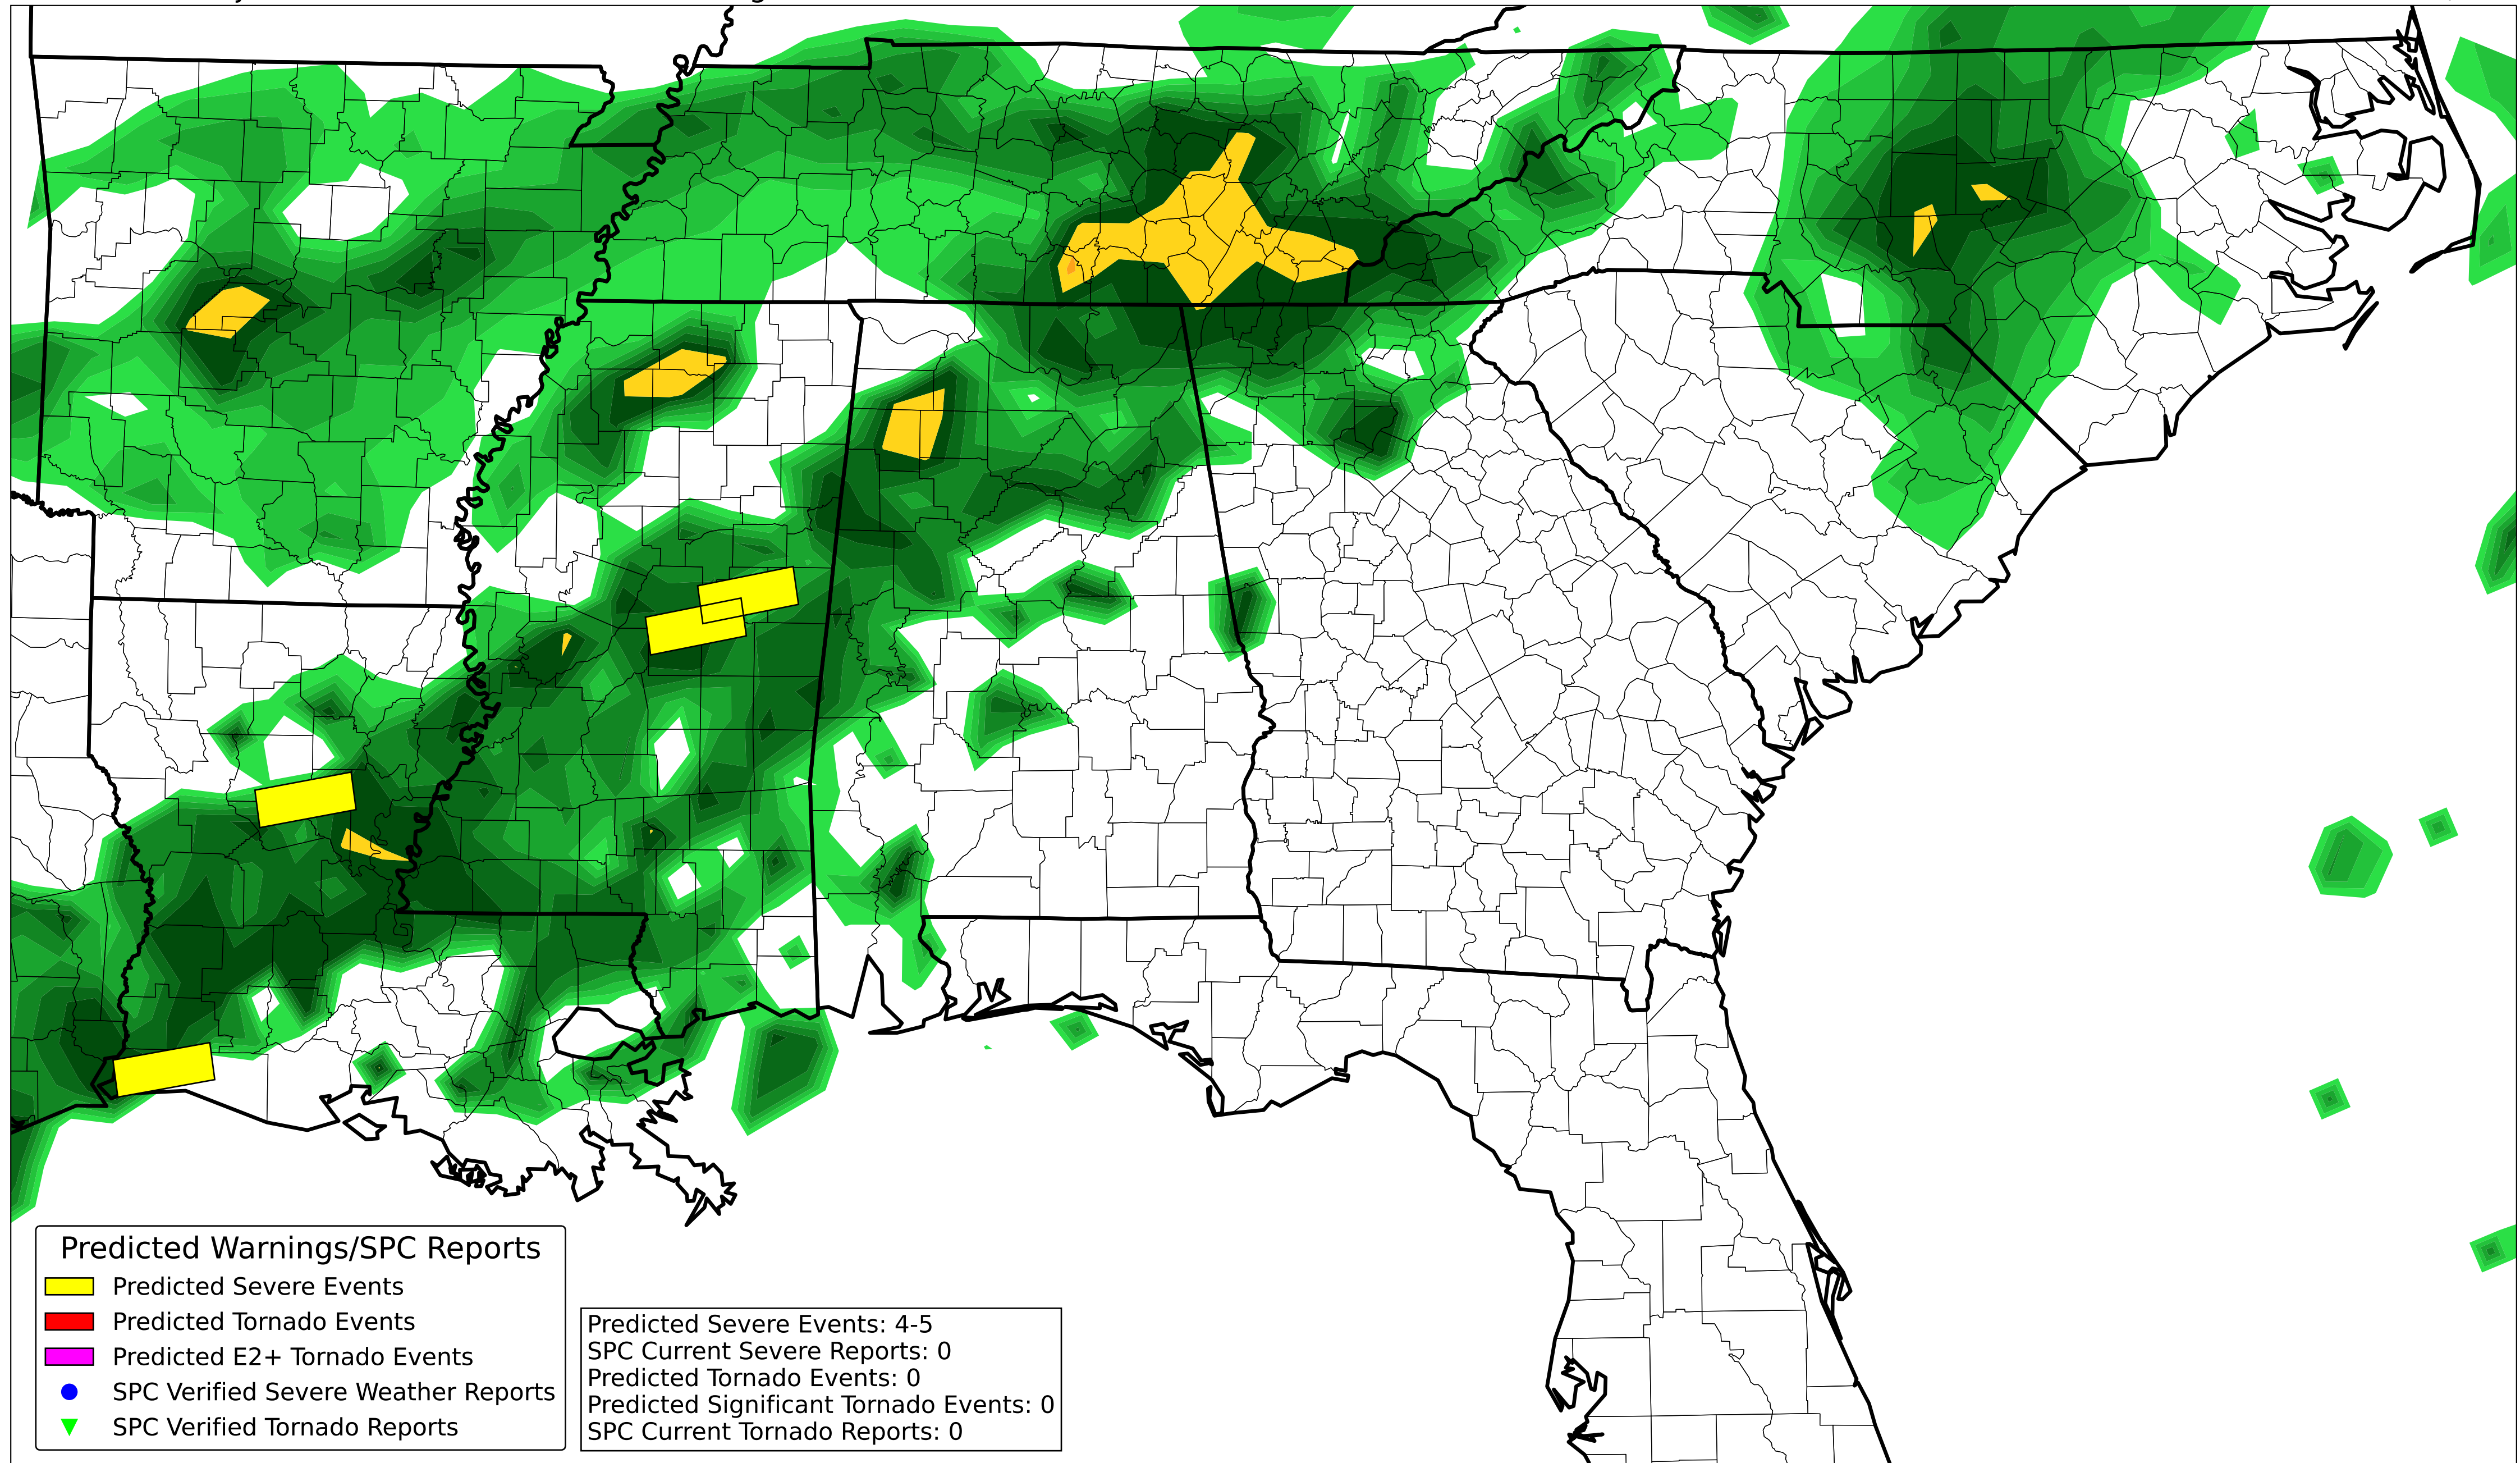 Predicted Warnings/SPC Reports
Predicted Severe Events
Predicted Tornado Events
Predicted E2+ Tornado Events
SPC Verified Severe Weather Reports
SPC Verified Tornado Reports
Predicted Severe Events: 4-5
SPC Current Severe Reports: 0
Predicted Tornado Events: 0
Predicted Significant Tornado Events: 0
SPC Current Tornado Reports: 0